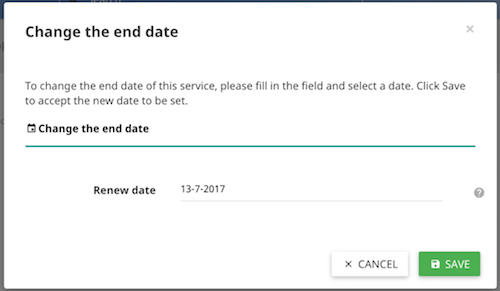 Change the end date
×
To change the end date of this service, please fill in the field and select a date. Click Save
to accept the new date to be set.
Change the end date
Renew date 13-7-2017 ?
× CANCEL SAVE